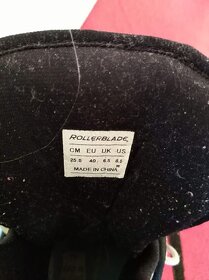 ROLLERBLADE
CM EU UK US
25.5 40 6.5 8.5
MADE IN CHINA